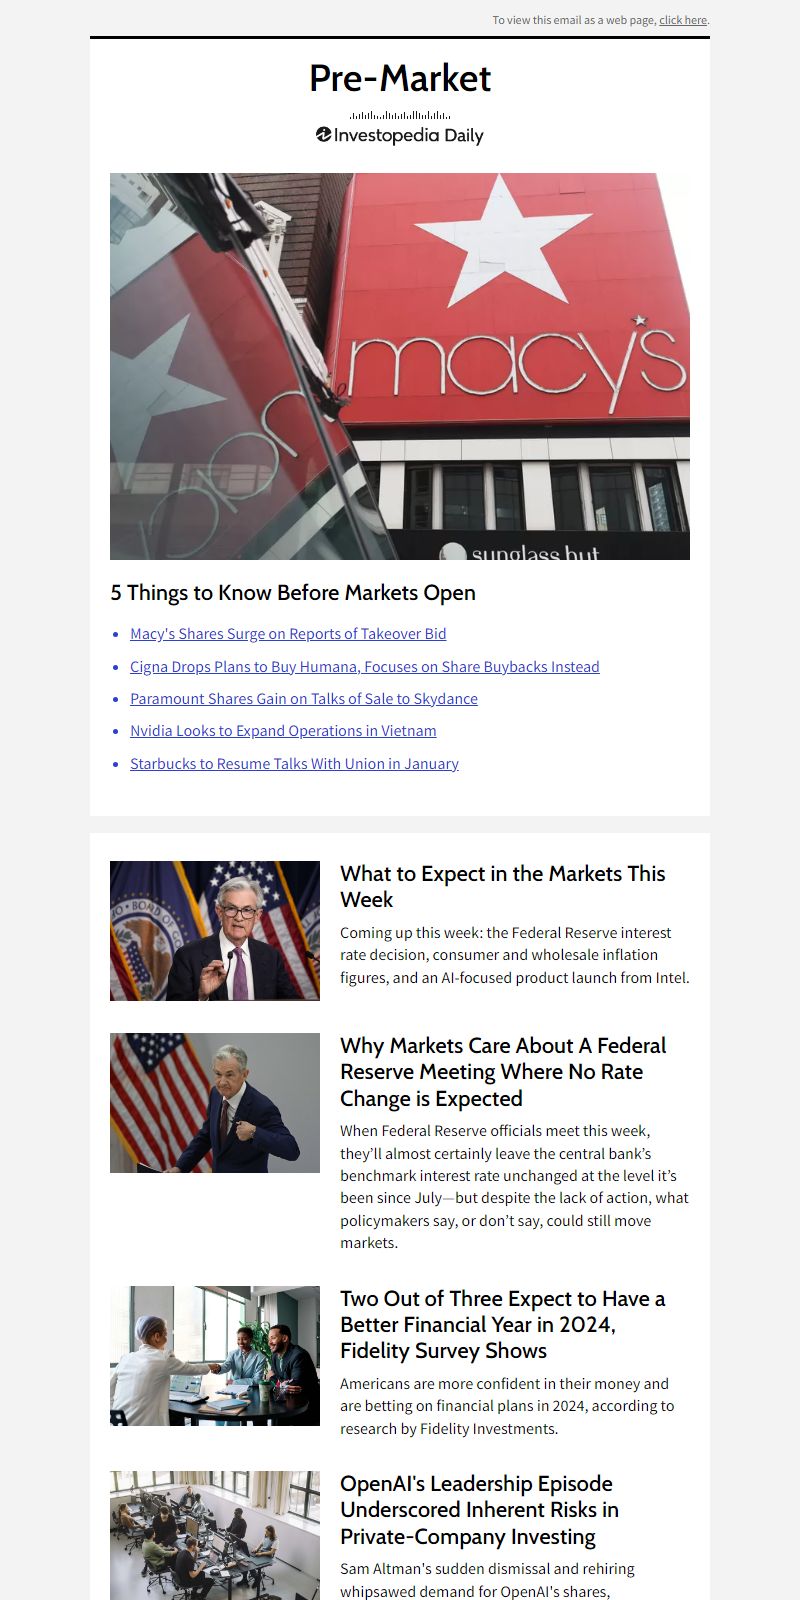 To view this email as a web page, click here.
Pre-Market
Investopedia Daily
macy's
sunglass hut
5 Things to Know Before Markets Open
Macy's Shares Surge on Reports of Takeover Bid
Cigna Drops Plans to Buy Humana, Focuses on Share Buybacks Instead
Paramount Shares Gain on Talks of Sale to Skydance
Nvidia Looks to Expand Operations in Vietnam
Starbucks to Resume Talks With Union in January
What to Expect in the Markets This
Week
Coming up this week: the Federal Reserve interest
rate decision, consumer and wholesale inflation
figures, and an AI-focused product launch from Intel.
Why Markets Care About A Federal
Reserve Meeting Where No Rate
Change is Expected
When Federal Reserve officials meet this week,
they’ll almost certainly leave the central bank’s
benchmark interest rate unchanged at the level it’s
been since July—but despite the lack of action, what
policymakers say, or don’t say, could still move
markets.
Two Out of Three Expect to Have a
Better Financial Year in 2024,
Fidelity Survey Shows
Americans are more confident in their money and
are betting on financial plans in 2024, according to
research by Fidelity Investments.
OpenAI's Leadership Episode
Underscored Inherent Risks in
Private-Company Investing
Sam Altman's sudden dismissal and rehiring
whipsawed demand for OpenAI's shares,